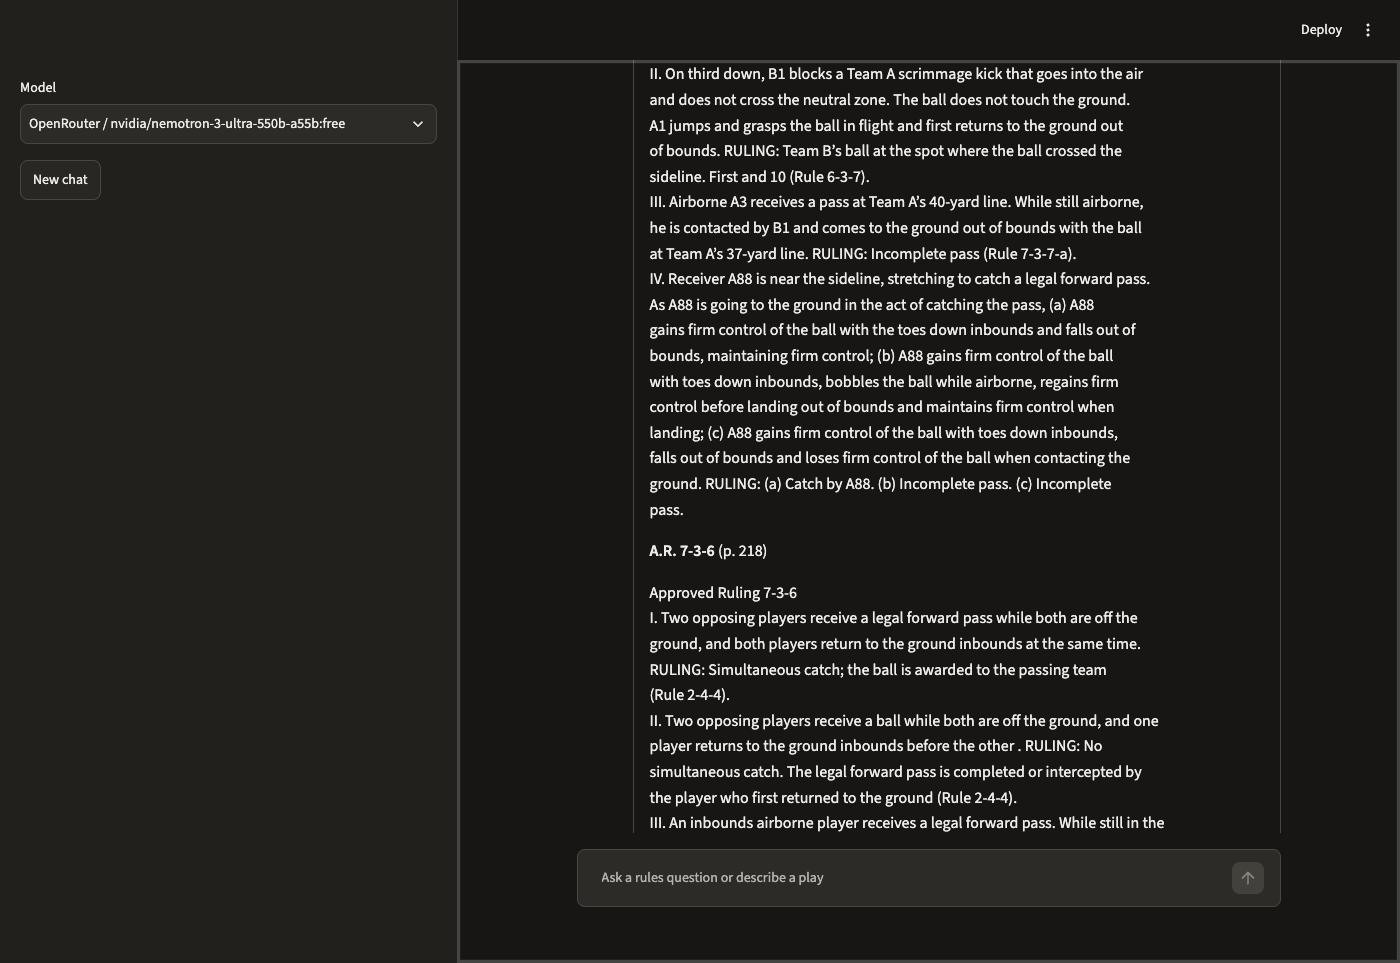 Deploy
Model
OpenRouter / nvidia/nemotron-3-ultra-550b-a55b:free
New chat
II. On third down, B1 blocks a Team A scrimmage kick that goes into the air
and does not cross the neutral zone. The ball does not touch the ground.
A1 jumps and grasps the ball in flight and first returns to the ground out
of bounds. RULING: Team B’s ball at the spot where the ball crossed the
sideline. First and 10 (Rule 6-3-7).
III. Airborne A3 receives a pass at Team A’s 40-yard line. While still airborne,
he is contacted by B1 and comes to the ground out of bounds with the ball
at Team A’s 37-yard line. RULING: Incomplete pass (Rule 7-3-7-a).
IV. Receiver A88 is near the sideline, stretching to catch a legal forward pass.
As A88 is going to the ground in the act of catching the pass, (a) A88
gains firm control of the ball with the toes down inbounds and falls out of
bounds, maintaining firm control; (b) A88 gains firm control of the ball
with toes down inbounds, bobbles the ball while airborne, regains firm
control before landing out of bounds and maintains firm control when
landing; (c) A88 gains firm control of the ball with toes down inbounds,
falls out of bounds and loses firm control of the ball when contacting the
ground. RULING: (a) Catch by A88. (b) Incomplete pass. (c) Incomplete
pass.
A.R. 7-3-6 (p. 218)
Approved Ruling 7-3-6
I. Two opposing players receive a legal forward pass while both are off the
ground, and both players return to the ground inbounds at the same time.
RULING: Simultaneous catch; the ball is awarded to the passing team
(Rule 2-4-4).
II. Two opposing players receive a ball while both are off the ground, and one
player returns to the ground inbounds before the other . RULING: No
simultaneous catch. The legal forward pass is completed or intercepted by
the player who first returned to the ground (Rule 2-4-4).
III. An inbounds airborne player receives a legal forward pass. While still in the
Ask a rules question or describe a play